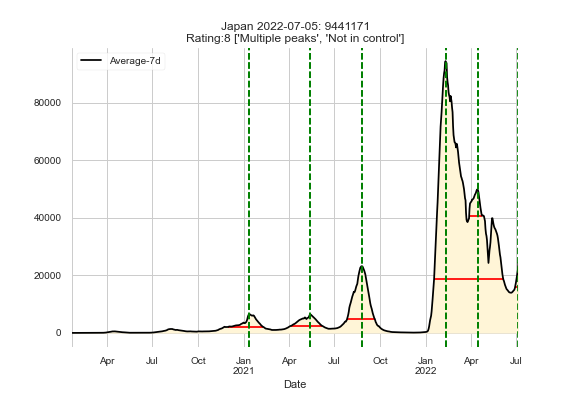 Japan 2022-07-05: 9441171
Rating:8 ['Multiple peaks', 'Not in control']
Average-7d
80000
60000
40000
20000
0
Apr Jul Oct Jan Apr Jul Oct Jan Apr Jul
2021 2022
Date